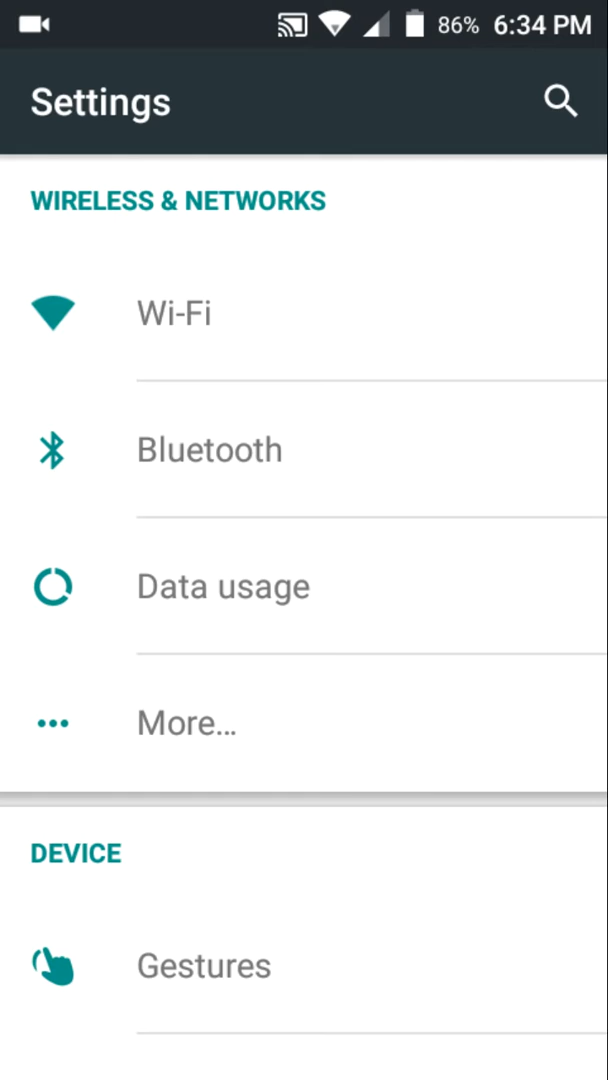 86% 6:34 PM
Settings
WIRELESS & NETWORKS
Wi-Fi
Bluetooth
Data usage
More...
DEVICE
Gestures